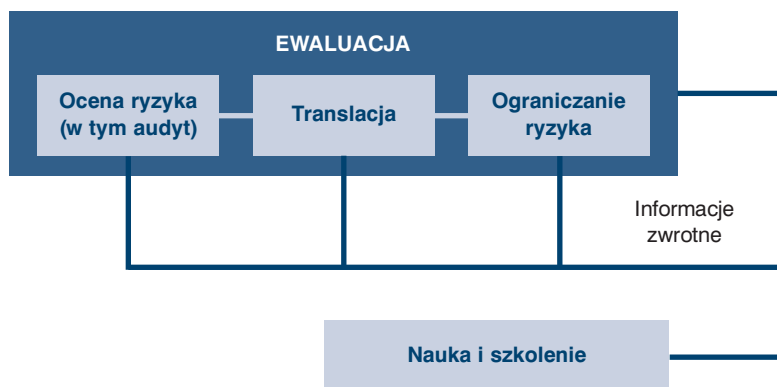 EWALUACJA
Ocena ryzyka
(w tym audyt)
Translacja
Ograniczanie
ryzyka
Informacje
zwrotne
Nauka i szkolenie